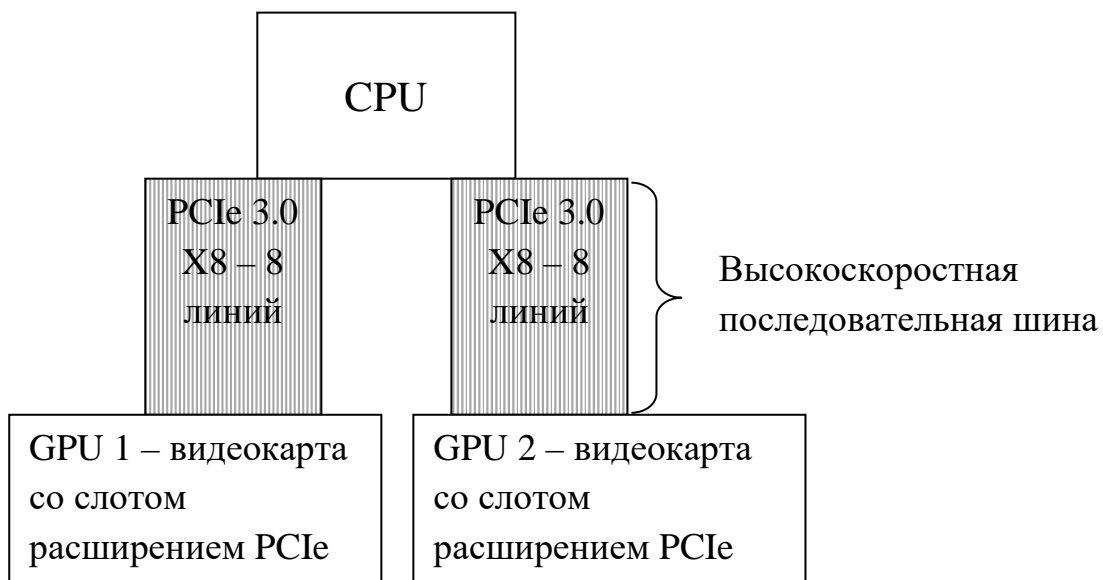 CPU
PCIe 3.0
X8 – 8
линий
PCIe 3.0
X8 – 8
линий
Высокоскоростная
последовательная шина
GPU 1 – видеокарта
со слотом
расширением PCIe
GPU 2 – видеокарта
со слотом
расширением PCIe